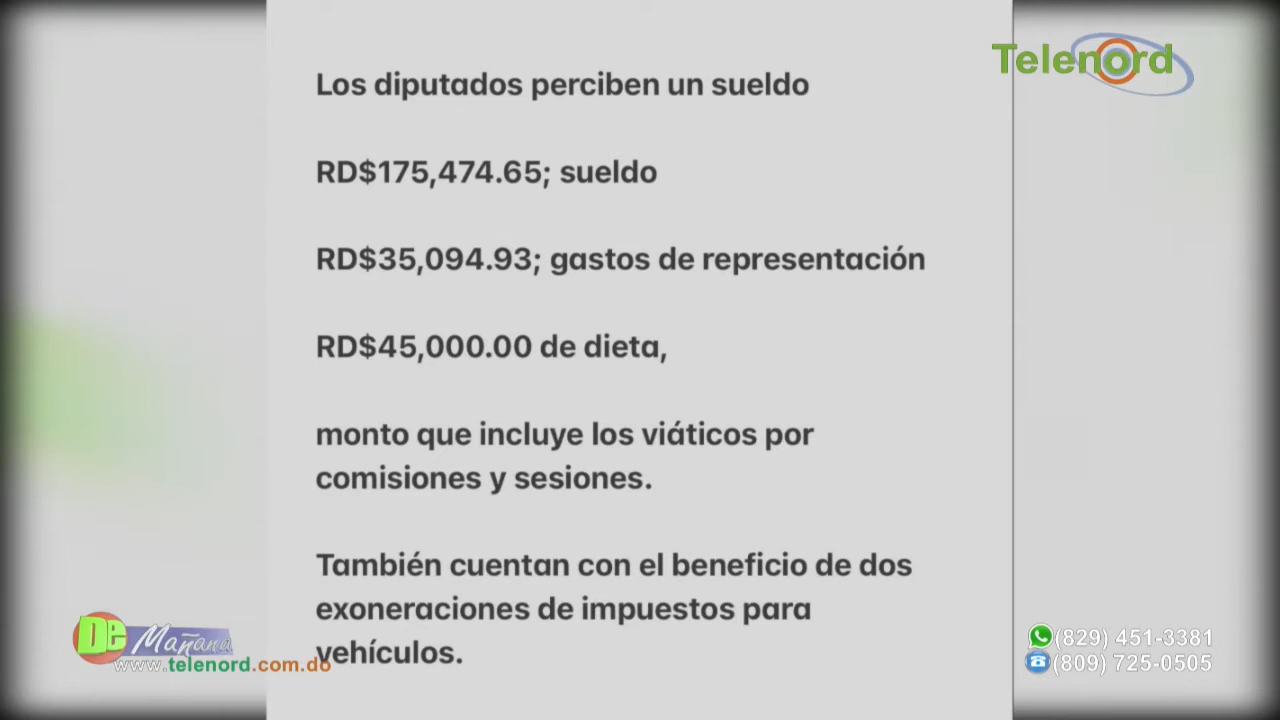 Telenord
Los diputados perciben un sueldo
RD$175,474.65; sueldo
RD$35,094.93; gastos de representación
RD$45,000.00 de dieta,
monto que incluye los viáticos por
comisiones y sesiones.
También cuentan con el beneficio de dos
exoneraciones de impuestos para
vehículos.
De Mañana
www.telenord.com.do
(829) 451-3381
(809) 725-0505